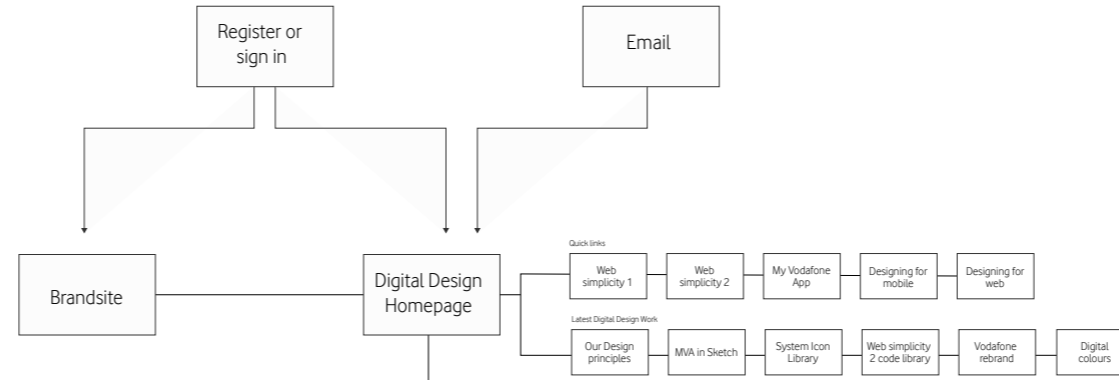 Register or
sign in
Email
Brandsite
Digital Design
Homepage
Quick links
Web
simplicity 1
Web
simplicity 2
My Vodafone
App
Designing for
mobile
Designing for
web
Latest Digital Design Work
Our Design
principles
MVA in Sketch
System Icon
Library
Web simplicity
2 code library
Vodafone
rebrand
Digital
colours